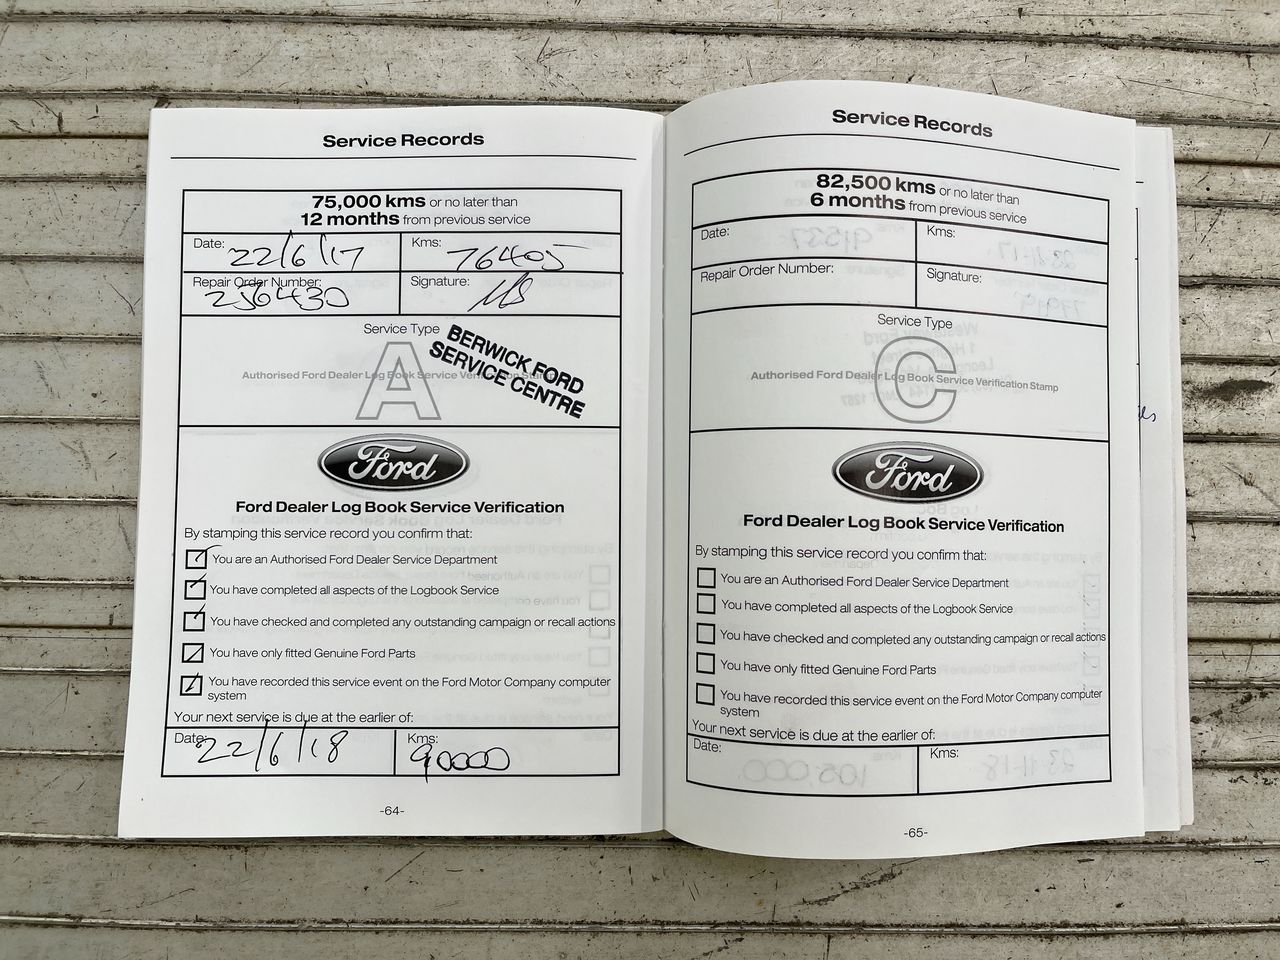 Service Records
75,000 kms or no later than
12 months from previous service
Date: 22/6/17 Kms: 76405
Repair Order Number: 256430 Signature:
Service Type
A
Authorised Ford Dealer Log Book Service Verification Stamp
BERWICK FORD
SERVICE CENTRE
Ford
Ford Dealer Log Book Service Verification
By stamping this service record you confirm that:
You are an Authorised Ford Dealer Service Department
You have completed all aspects of the Logbook Service
You have checked and completed any outstanding campaign or recall actions
You have only fitted Genuine Ford Parts
You have recorded this service event on the Ford Motor Company computer
system
Your next service is due at the earlier of:
Date: 22/6/18 Kms: 90000
-64-
Service Records
82,500 kms or no later than
6 months from previous service
Date: Kms:
Repair Order Number: Signature:
Service Type
C
Authorised Ford Dealer Log Book Service Verification Stamp
Ford
Ford Dealer Log Book Service Verification
By stamping this service record you confirm that:
You are an Authorised Ford Dealer Service Department
You have completed all aspects of the Logbook Service
You have checked and completed any outstanding campaign or recall actions
You have only fitted Genuine Ford Parts
You have recorded this service event on the Ford Motor Company computer
system
Your next service is due at the earlier of:
Date: Kms:
-65-